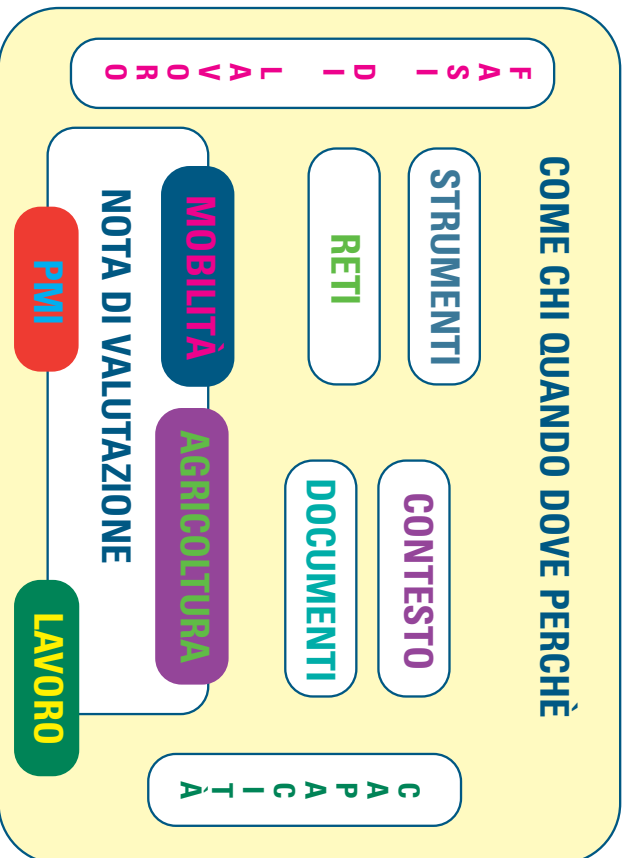 COME CHI QUANDO DOVE PERCHÈ
FASI DI LAVORO
STRUMENTI
CONTESTO
RETI
DOCUMENTI
CAPACITÀ
MOBILITÀ
AGRICOLTURA
NOTA DI VALUTAZIONE
PMI
LAVORO